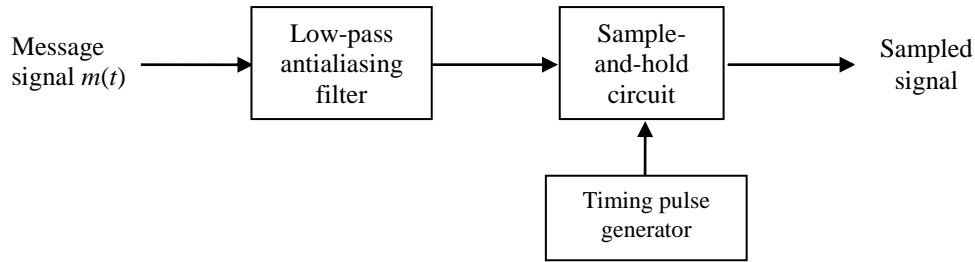 Message
signal m(t)
Low-pass
antialiasing
filter
Sample-
and-hold
circuit
Sampled
signal
Timing pulse
generator